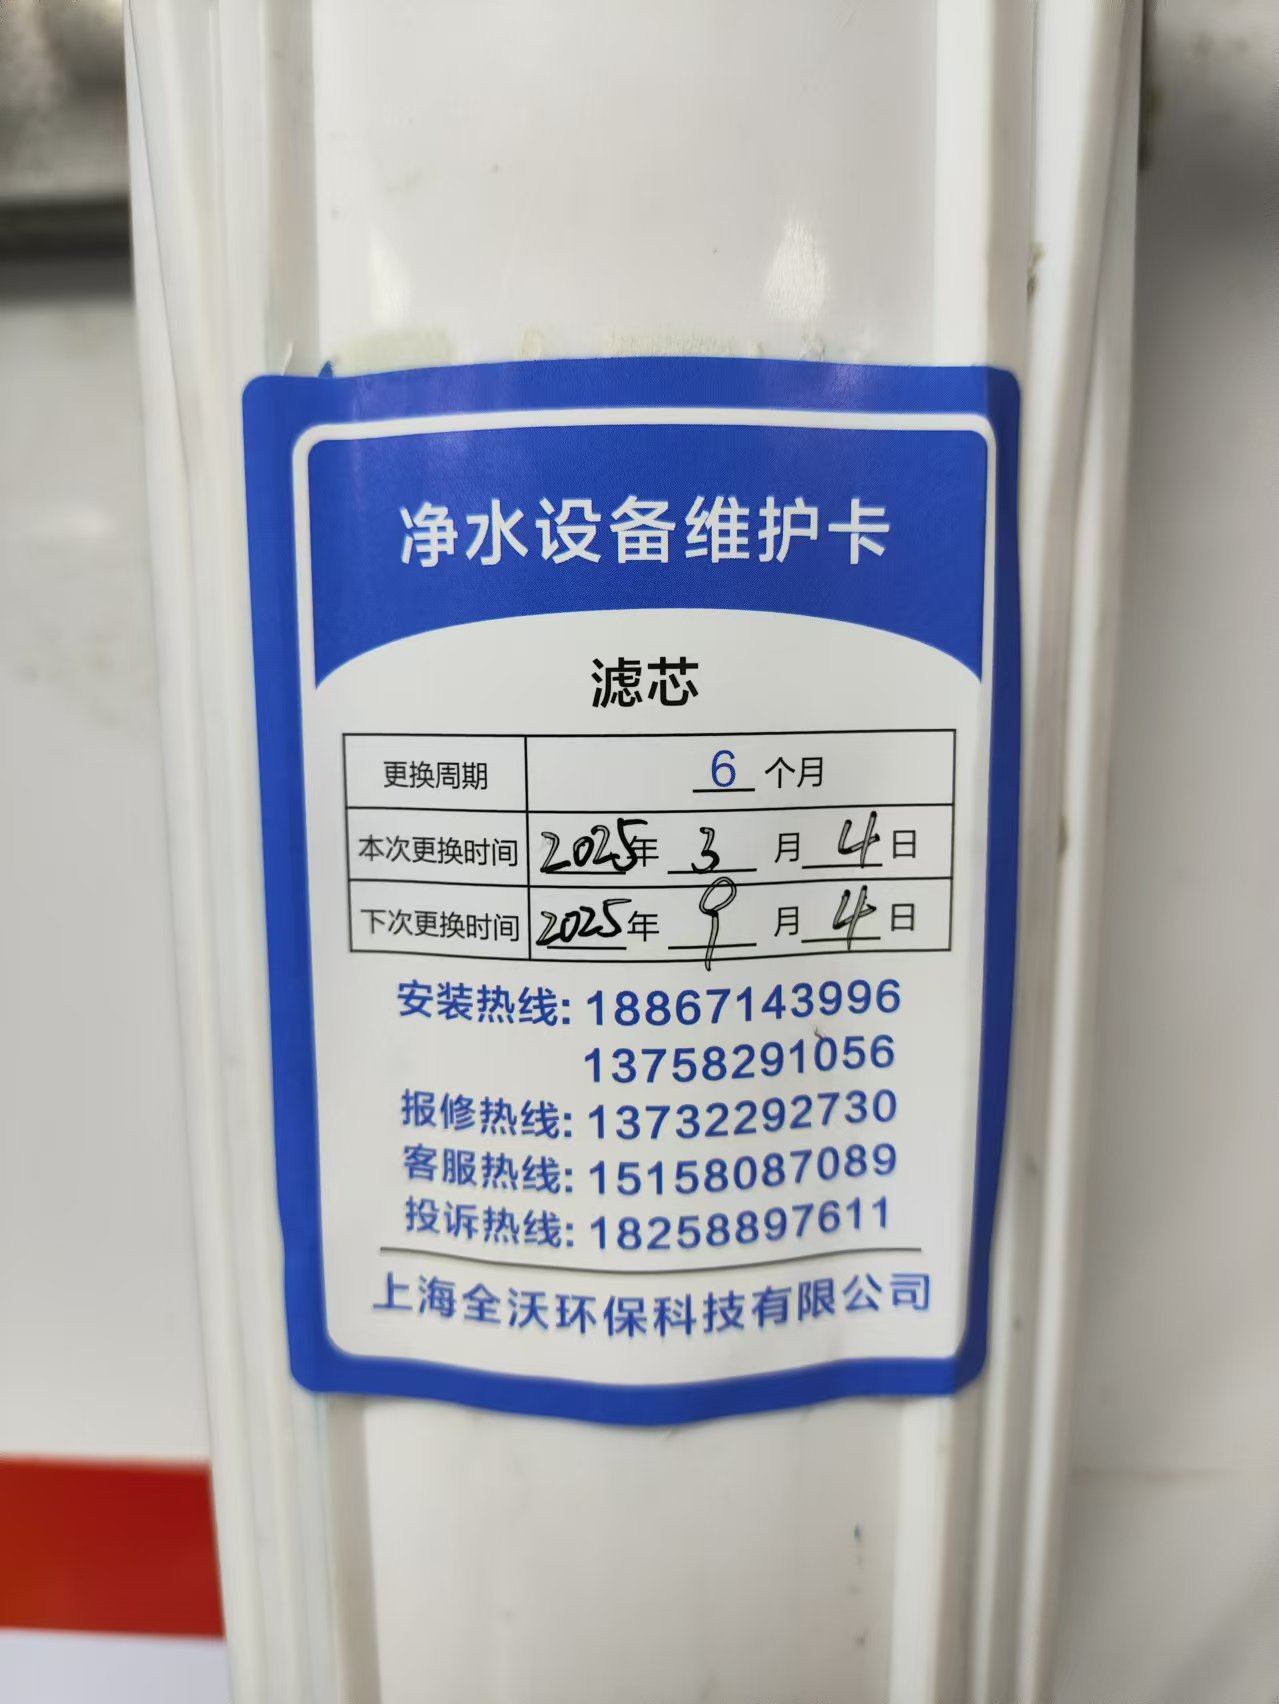 净水设备维护卡
滤芯
更换周期 6 个月
本次更换时间 2025年 3 月 4 日
下次更换时间 2025年 9 月 4 日
安装热线: 18867143996
13758291056
报修热线: 13732292730
客服热线: 15158087089
投诉热线: 18258897611
上海全沃环保科技有限公司